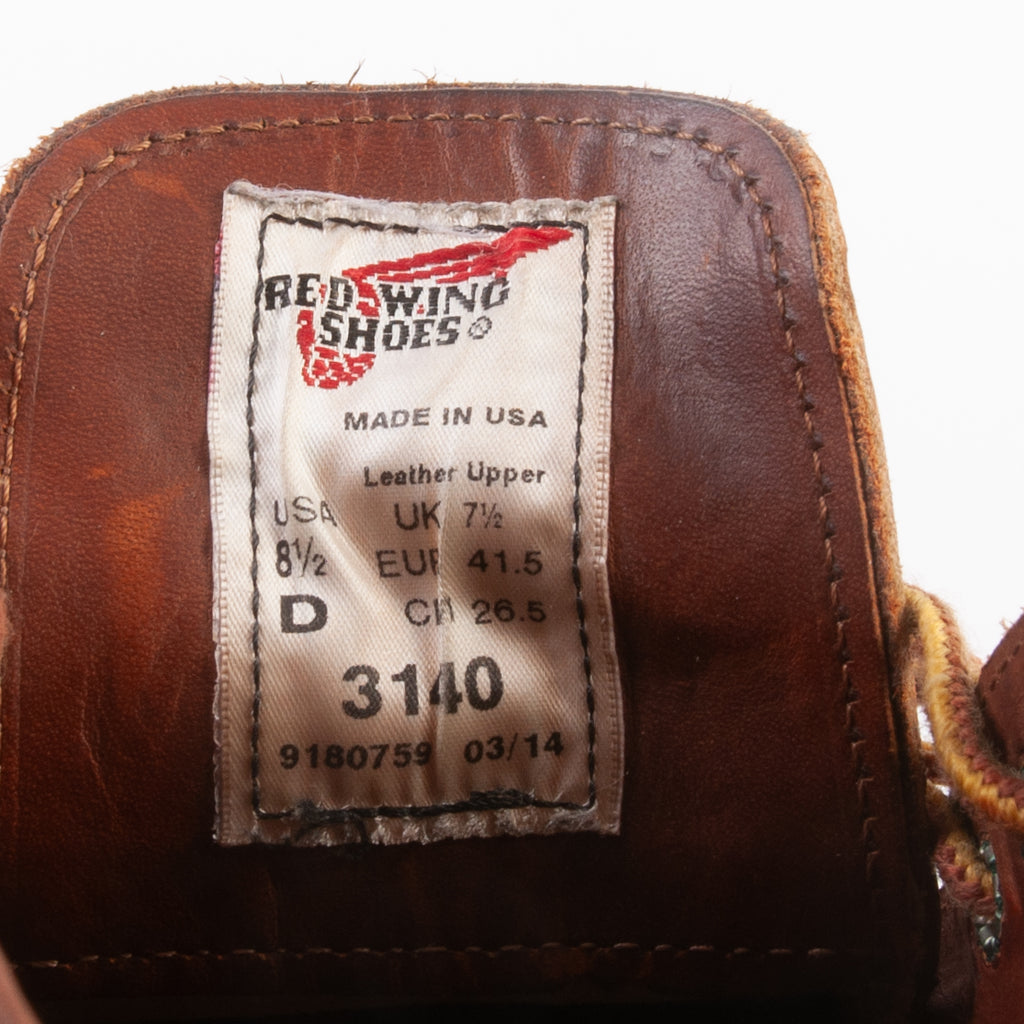 RED WING
SHOES®
MADE IN USA
Leather Upper
USA UK 7½
8½ EUR 41.5
D CM 26.5
3140
9180759 03/14